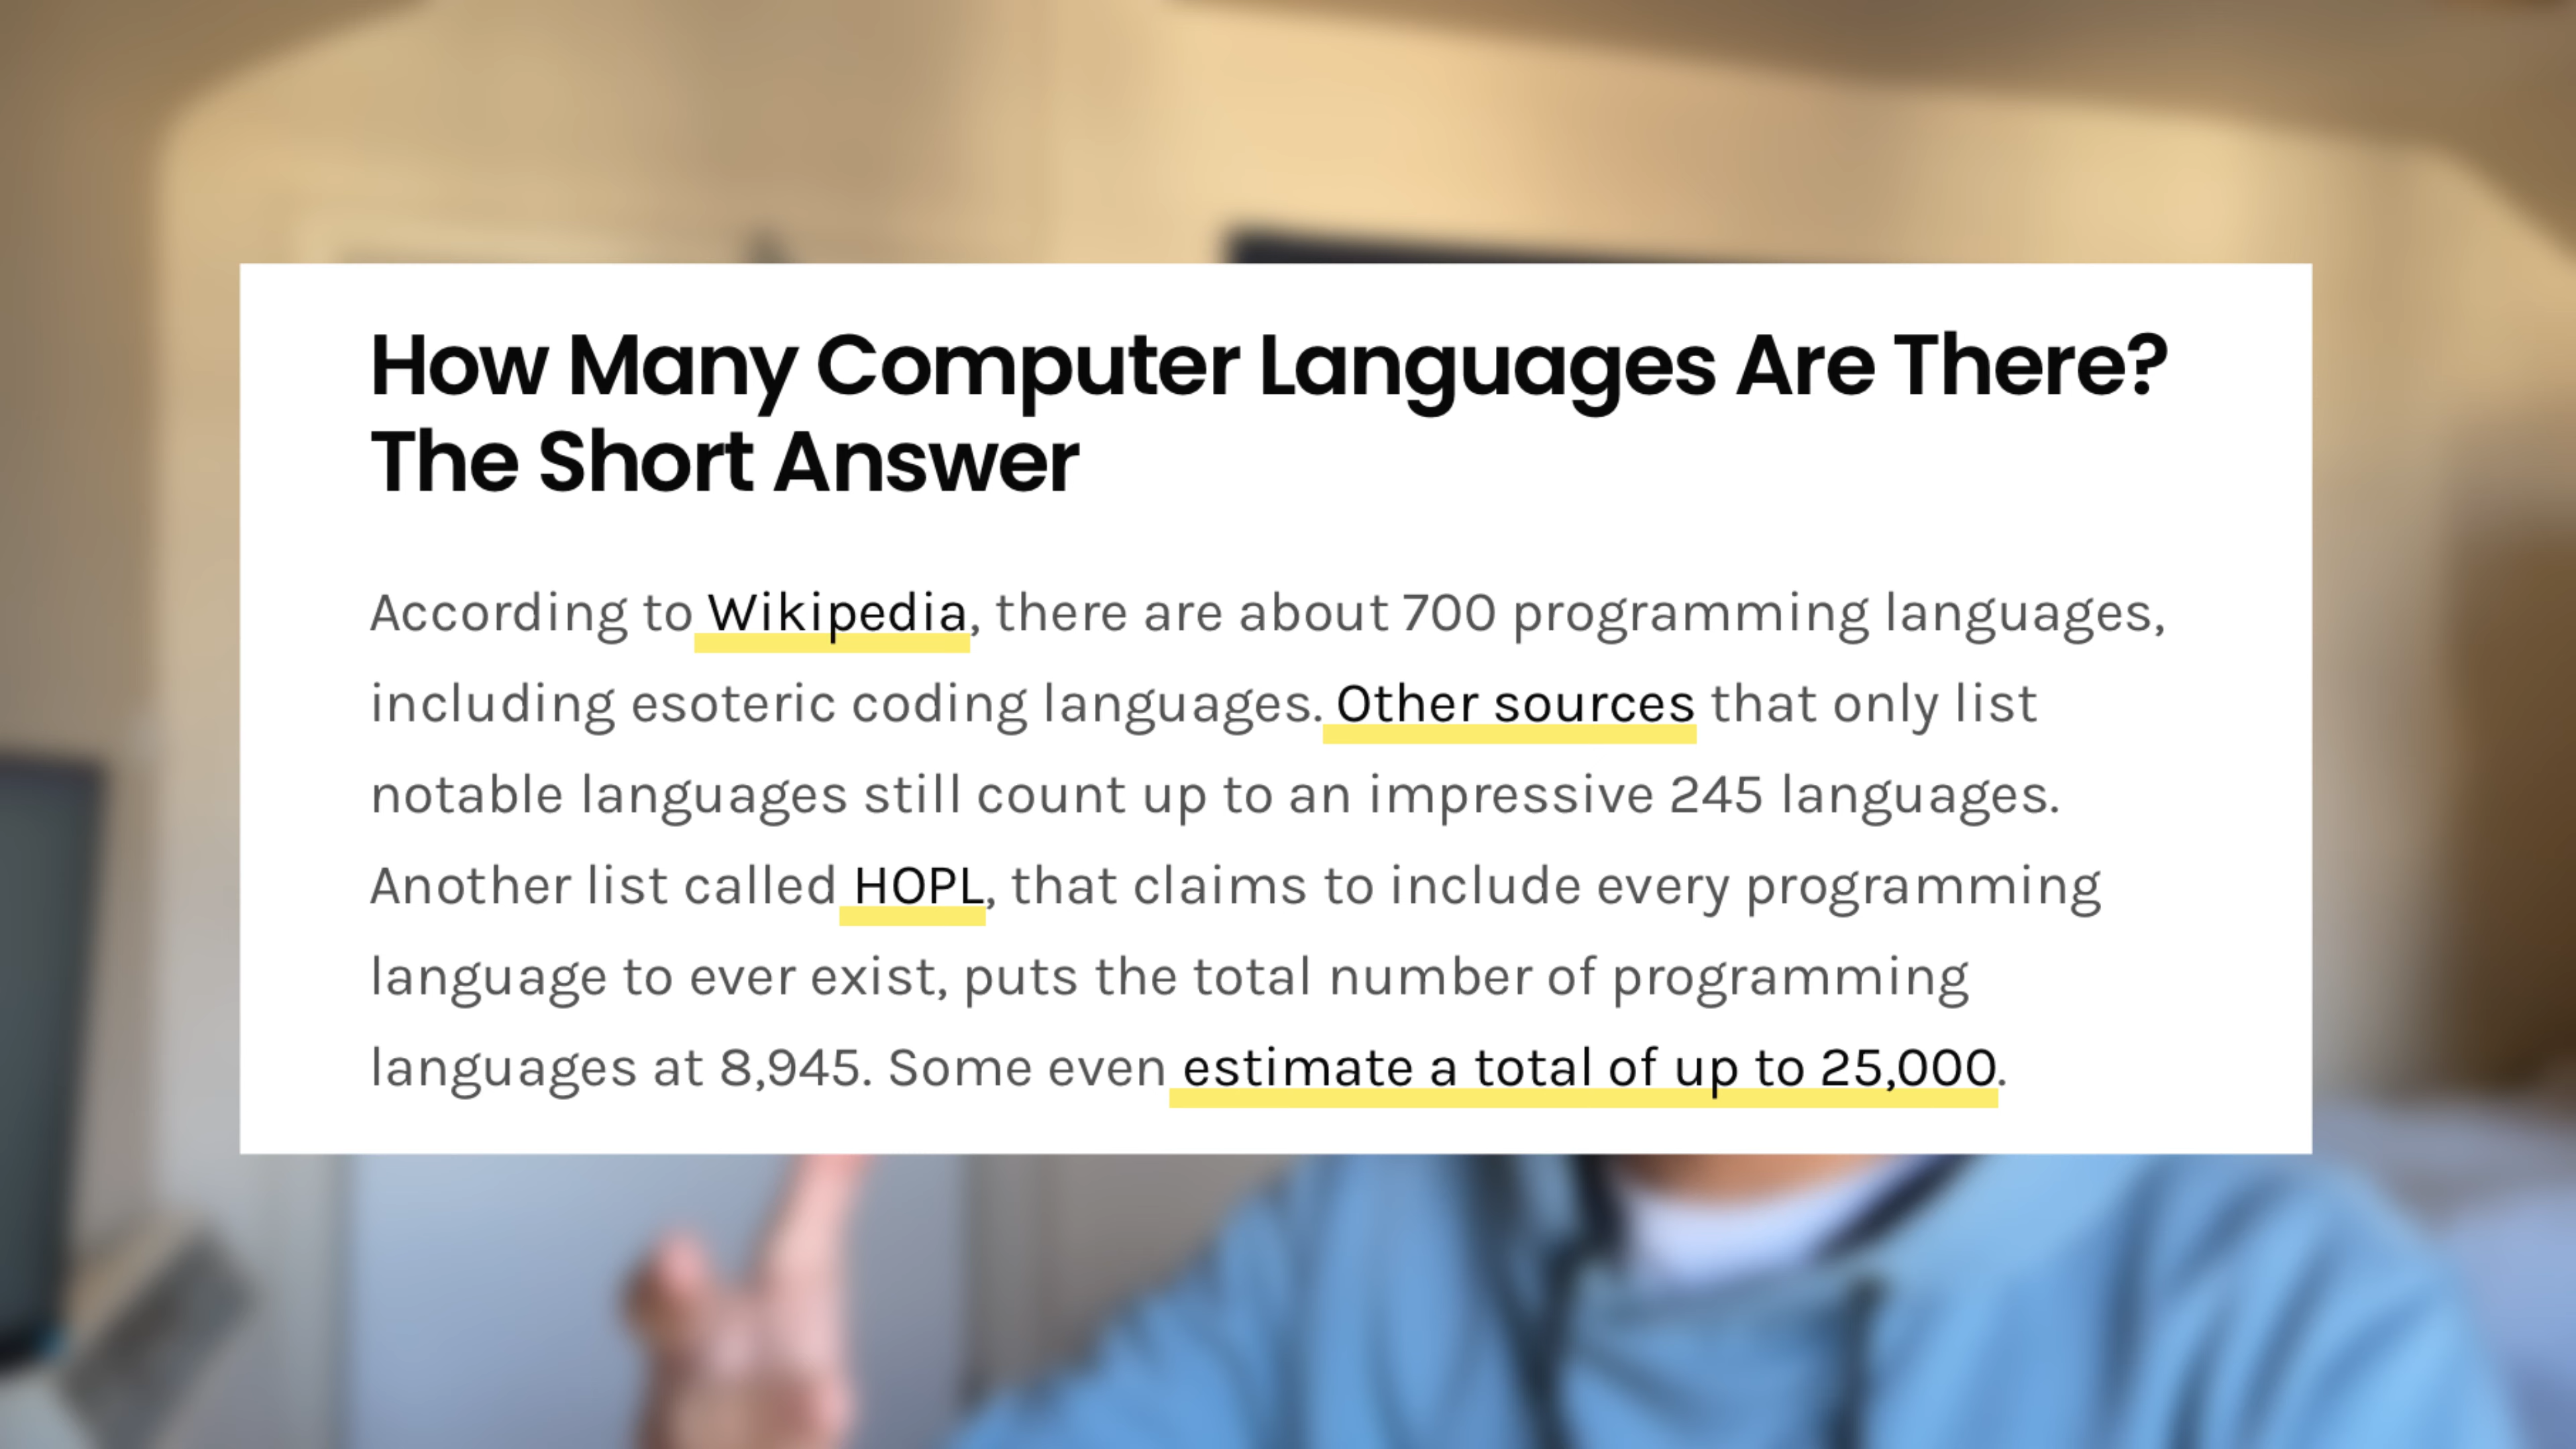 How Many Computer Languages Are There?
The Short Answer
According to Wikipedia, there are about 700 programming languages,
including esoteric coding languages. Other sources that only list
notable languages still count up to an impressive 245 languages.
Another list called HOPL, that claims to include every programming
language to ever exist, puts the total number of programming
languages at 8,945. Some even estimate a total of up to 25,000.